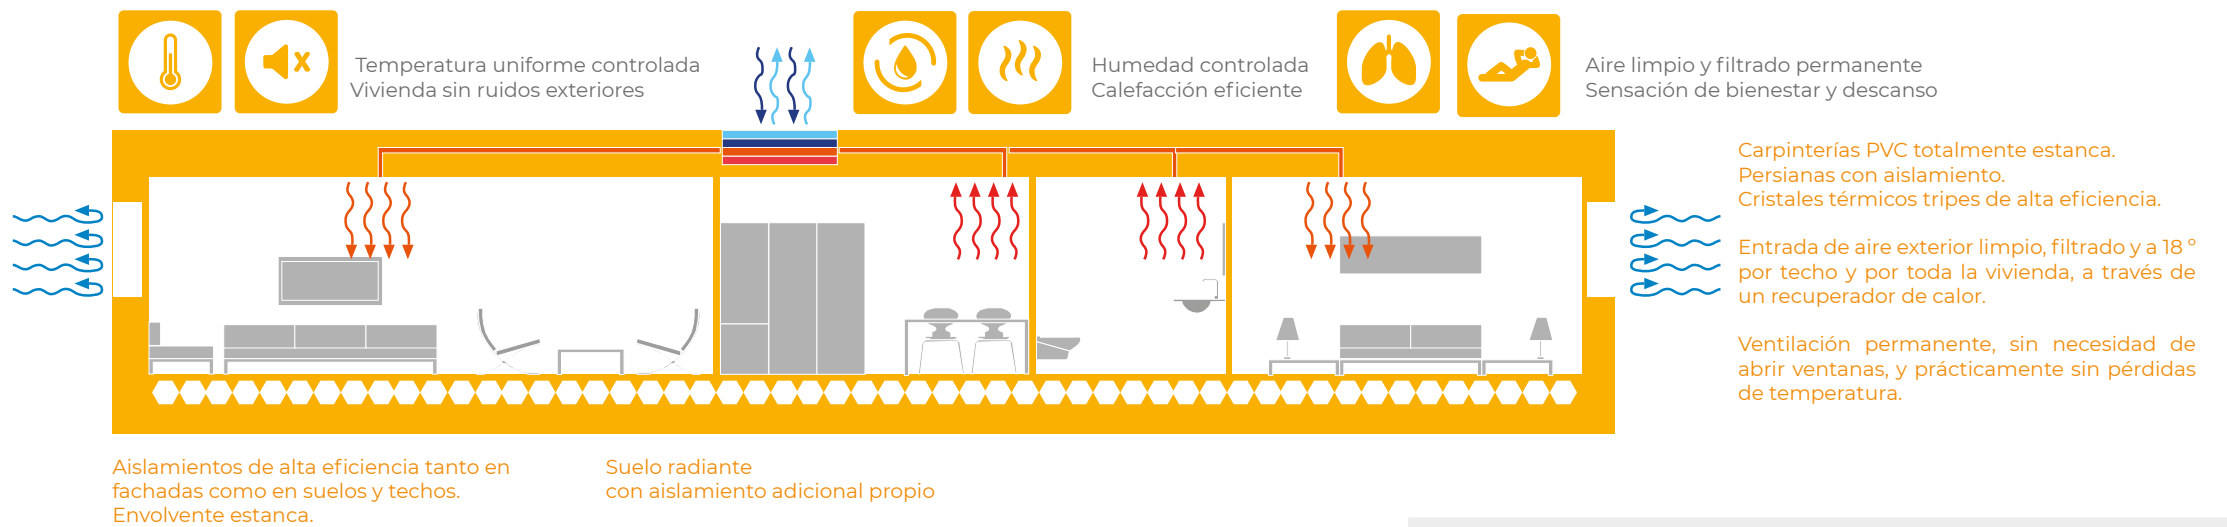 Temperatura uniforme controlada
Vivienda sin ruidos exteriores
Humedad controlada
Calefacción eficiente
Aire limpio y filtrado permanente
Sensación de bienestar y descanso
Carpinterías PVC totalmente estanca.
Persianas con aislamiento.
Cristales térmicos tripes de alta eficiencia.
Entrada de aire exterior limpio, filtrado y a 18 º
por techo y por toda la vivienda, a través de
un recuperador de calor.
Ventilación permanente, sin necesidad de
abrir ventanas, y prácticamente sin pérdidas
de temperatura.
Aislamientos de alta eficiencia tanto en
fachadas como en suelos y techos.
Envolvente estanca.
Suelo radiante
con aislamiento adicional propio